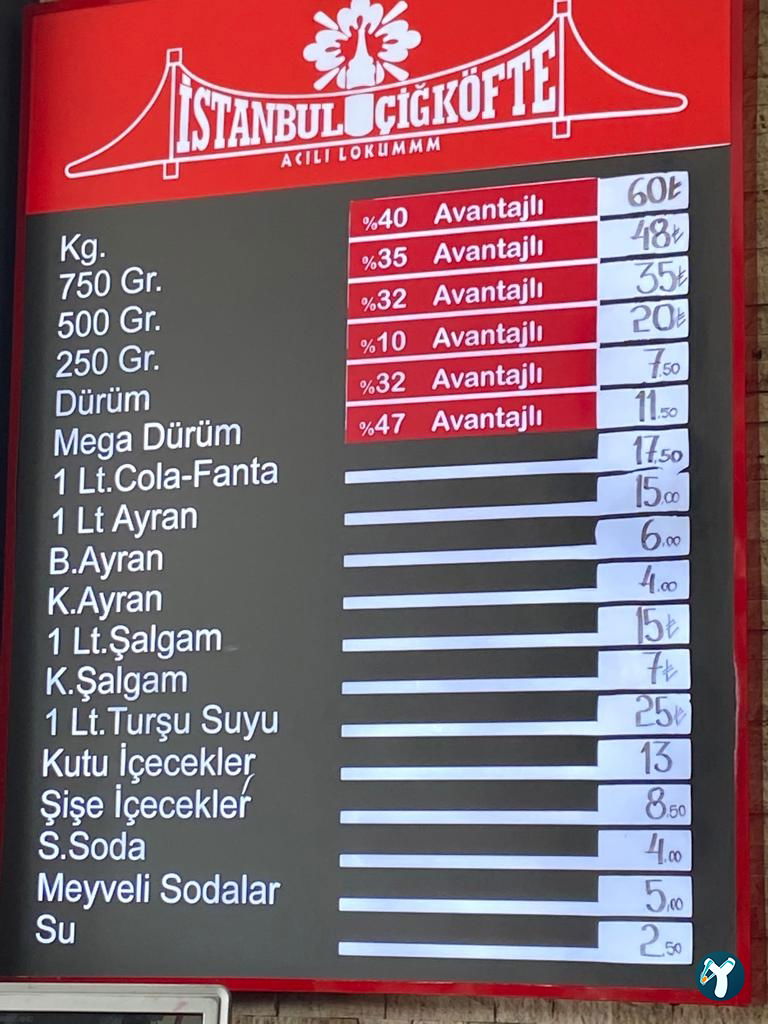 İSTANBUL ÇİĞKÖFTE
ACILI LOKUMMM
Kg. %40 Avantajlı 60₺
750 Gr. %35 Avantajlı 48₺
500 Gr. %32 Avantajlı 35₺
250 Gr. %10 Avantajlı 20₺
Dürüm %32 Avantajlı 7.50
Mega Dürüm %47 Avantajlı 11.50
1 Lt.Cola-Fanta 17.50
1 Lt Ayran 15.00
B.Ayran 6.00
K.Ayran 4.00
1 Lt.Şalgam 15₺
K.Şalgam 7₺
1 Lt.Turşu Suyu 25₺
Kutu İçecekler 13
Şişe İçecekler 8.50
S.Soda 4.00
Meyveli Sodalar 5.00
Su 2.50